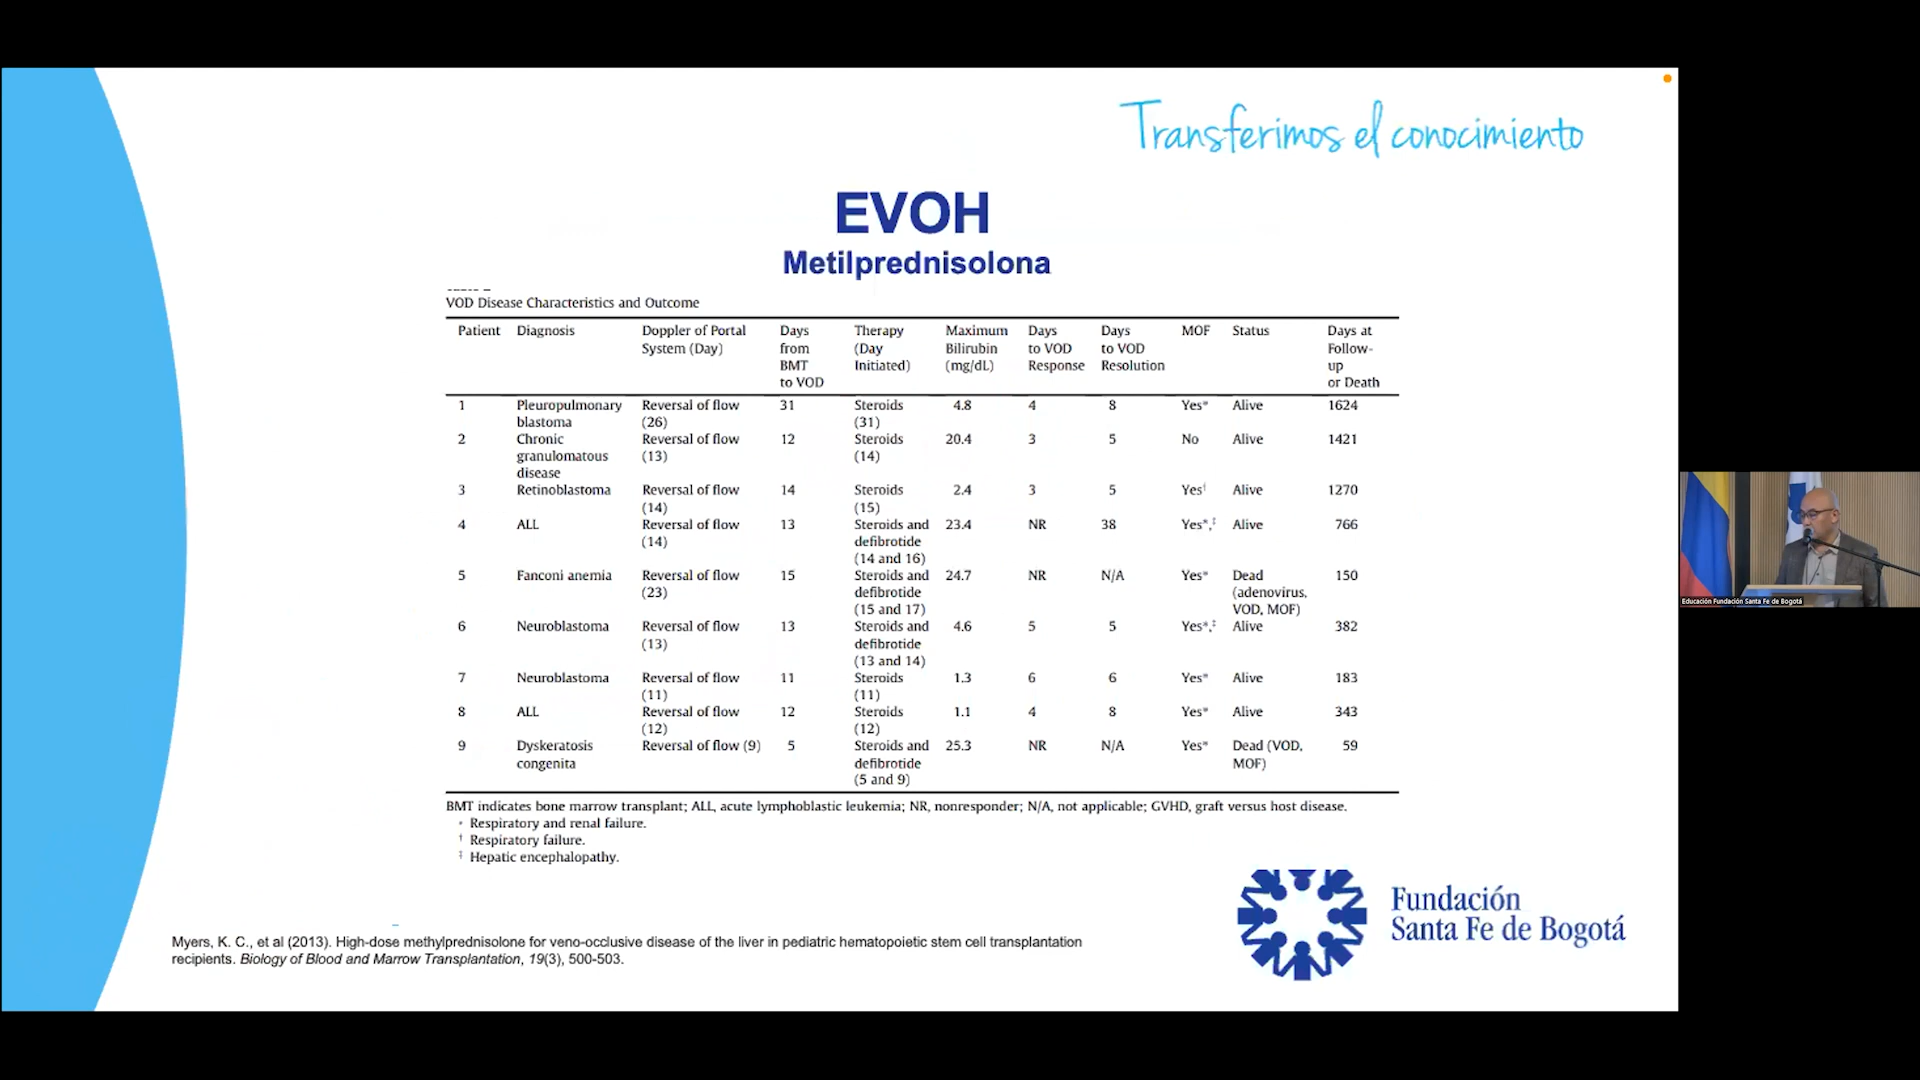 Transferimos el conocimiento
EVOH
Metilprednisolona
VOD Disease Characteristics and Outcome
Patient Diagnosis Doppler of Portal System (Day) Days from BMT to VOD Therapy (Day Initiated) Maximum Bilirubin (mg/dL) Days to VOD Response Days to VOD Resolution MOF Status Days at Follow-up or Death
1 Pleuropulmonary blastoma Reversal of flow (26) 31 Steroids (31) 4.8 4 8 Yes* Alive 1624
2 Chronic granulomatous disease Reversal of flow (13) 12 Steroids (14) 20.4 3 5 No Alive 1421
3 Retinoblastoma Reversal of flow (14) 14 Steroids (15) 2.4 3 5 Yes† Alive 1270
4 ALL Reversal of flow (14) 13 Steroids and defibrotide (14 and 16) 23.4 NR 38 Yes*,‡ Alive 766
5 Fanconi anemia Reversal of flow (23) 15 Steroids and defibrotide (15 and 17) 24.7 NR N/A Yes* Dead (adenovirus, VOD, MOF) 150
6 Neuroblastoma Reversal of flow (13) 13 Steroids and defibrotide (13 and 14) 4.6 5 5 Yes*,‡ Alive 382
7 Neuroblastoma Reversal of flow (11) 11 Steroids (11) 1.3 6 6 Yes* Alive 183
8 ALL Reversal of flow (12) 12 Steroids (12) 1.1 4 8 Yes* Alive 343
9 Dyskeratosis congenita Reversal of flow (9) 5 Steroids and defibrotide (5 and 9) 25.3 NR N/A Yes* Dead (VOD, MOF) 59
BMT indicates bone marrow transplant; ALL, acute lymphoblastic leukemia; NR, nonresponder; N/A, not applicable; GVHD, graft versus host disease.
* Respiratory and renal failure.
† Respiratory failure.
‡ Hepatic encephalopathy.
Myers, K. C., et al (2013). High-dose methylprednisolone for veno-occlusive disease of the liver in pediatric hematopoietic stem cell transplantation
recipients. Biology of Blood and Marrow Transplantation, 19(3), 500-503.
Fundación
Santa Fe de Bogotá
Educación Fundación Santa Fe de Bogotá